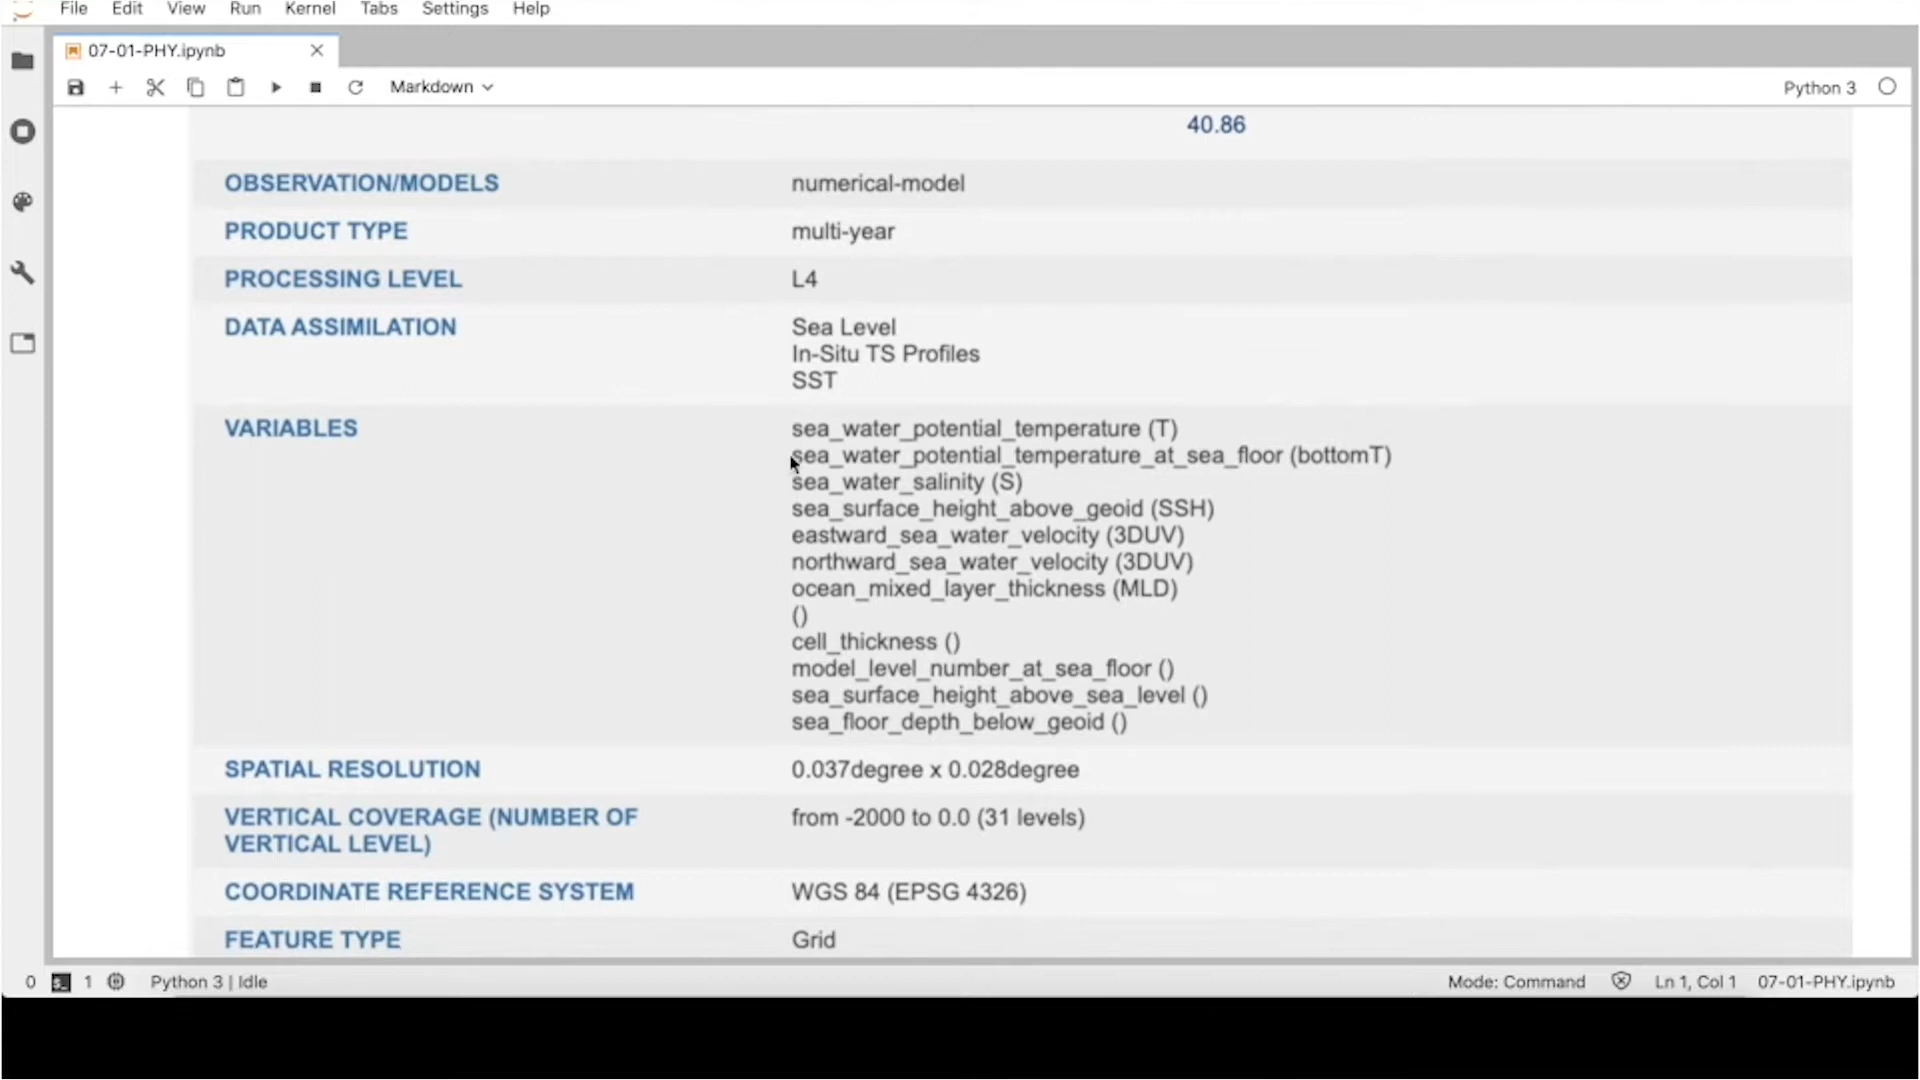 File Edit View Run Kernel Tabs Settings Help
07-01-PHY.ipynb
Markdown
Python 3
40.86
OBSERVATION/MODELS numerical-model
PRODUCT TYPE multi-year
PROCESSING LEVEL L4
DATA ASSIMILATION Sea Level
In-Situ TS Profiles
SST
VARIABLES sea_water_potential_temperature (T)
sea_water_potential_temperature_at_sea_floor (bottomT)
sea_water_salinity (S)
sea_surface_height_above_geoid (SSH)
eastward_sea_water_velocity (3DUV)
northward_sea_water_velocity (3DUV)
ocean_mixed_layer_thickness (MLD)
()
cell_thickness ()
model_level_number_at_sea_floor ()
sea_surface_height_above_sea_level ()
sea_floor_depth_below_geoid ()
SPATIAL RESOLUTION 0.037degree x 0.028degree
VERTICAL COVERAGE (NUMBER OF from -2000 to 0.0 (31 levels)
VERTICAL LEVEL)
COORDINATE REFERENCE SYSTEM WGS 84 (EPSG 4326)
FEATURE TYPE Grid
0 1 Python 3 | Idle Mode: Command Ln 1, Col 1 07-01-PHY.ipynb